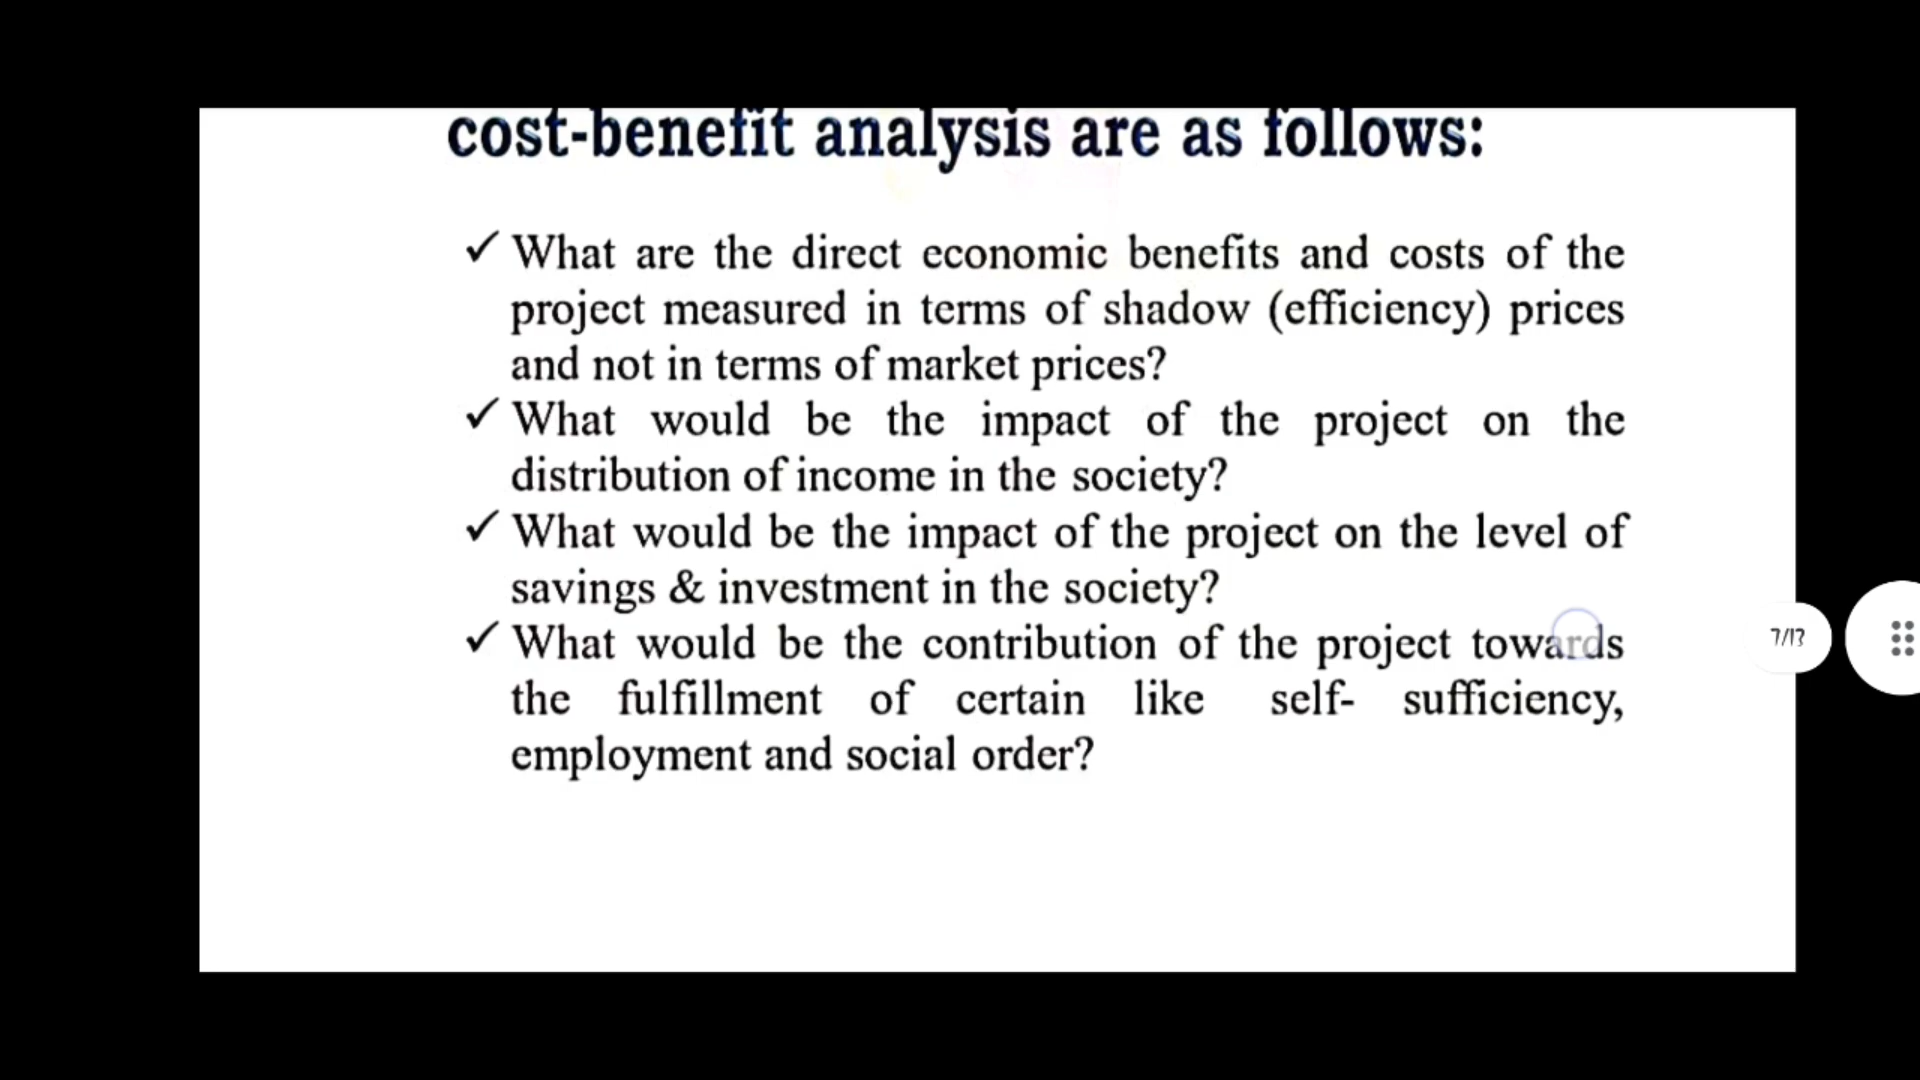 cost-benefit analysis are as follows:
✓ What are the direct economic benefits and costs of the
project measured in terms of shadow (efficiency) prices
and not in terms of market prices?
✓ What would be the impact of the project on the
distribution of income in the society?
✓ What would be the impact of the project on the level of
savings & investment in the society?
✓ What would be the contribution of the project towards
the fulfillment of certain like self- sufficiency,
employment and social order?
7/13